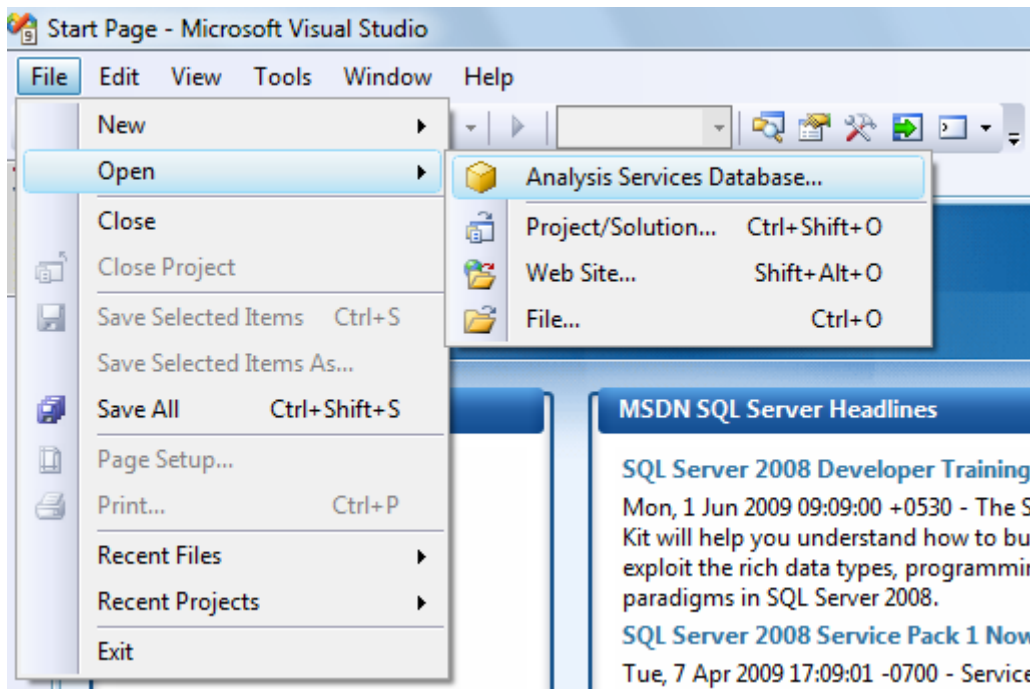 Start Page - Microsoft Visual Studio
File Edit View Tools Window Help
New
Open
Close
Close Project
Save Selected Items Ctrl+S
Save Selected Items As...
Save All Ctrl+Shift+S
Page Setup...
Print... Ctrl+P
Recent Files
Recent Projects
Exit
Analysis Services Database...
Project/Solution... Ctrl+Shift+O
Web Site... Shift+Alt+O
File... Ctrl+O
MSDN SQL Server Headlines
SQL Server 2008 Developer Training
Mon, 1 Jun 2009 09:09:00 +0530 - The
Kit will help you understand how to
exploit the rich data types,
paradigms in SQL Server 2008.
SQL Server 2008 Service Pack 1
Tue, 7 Apr 2009 17:09:01 -0700 - Service